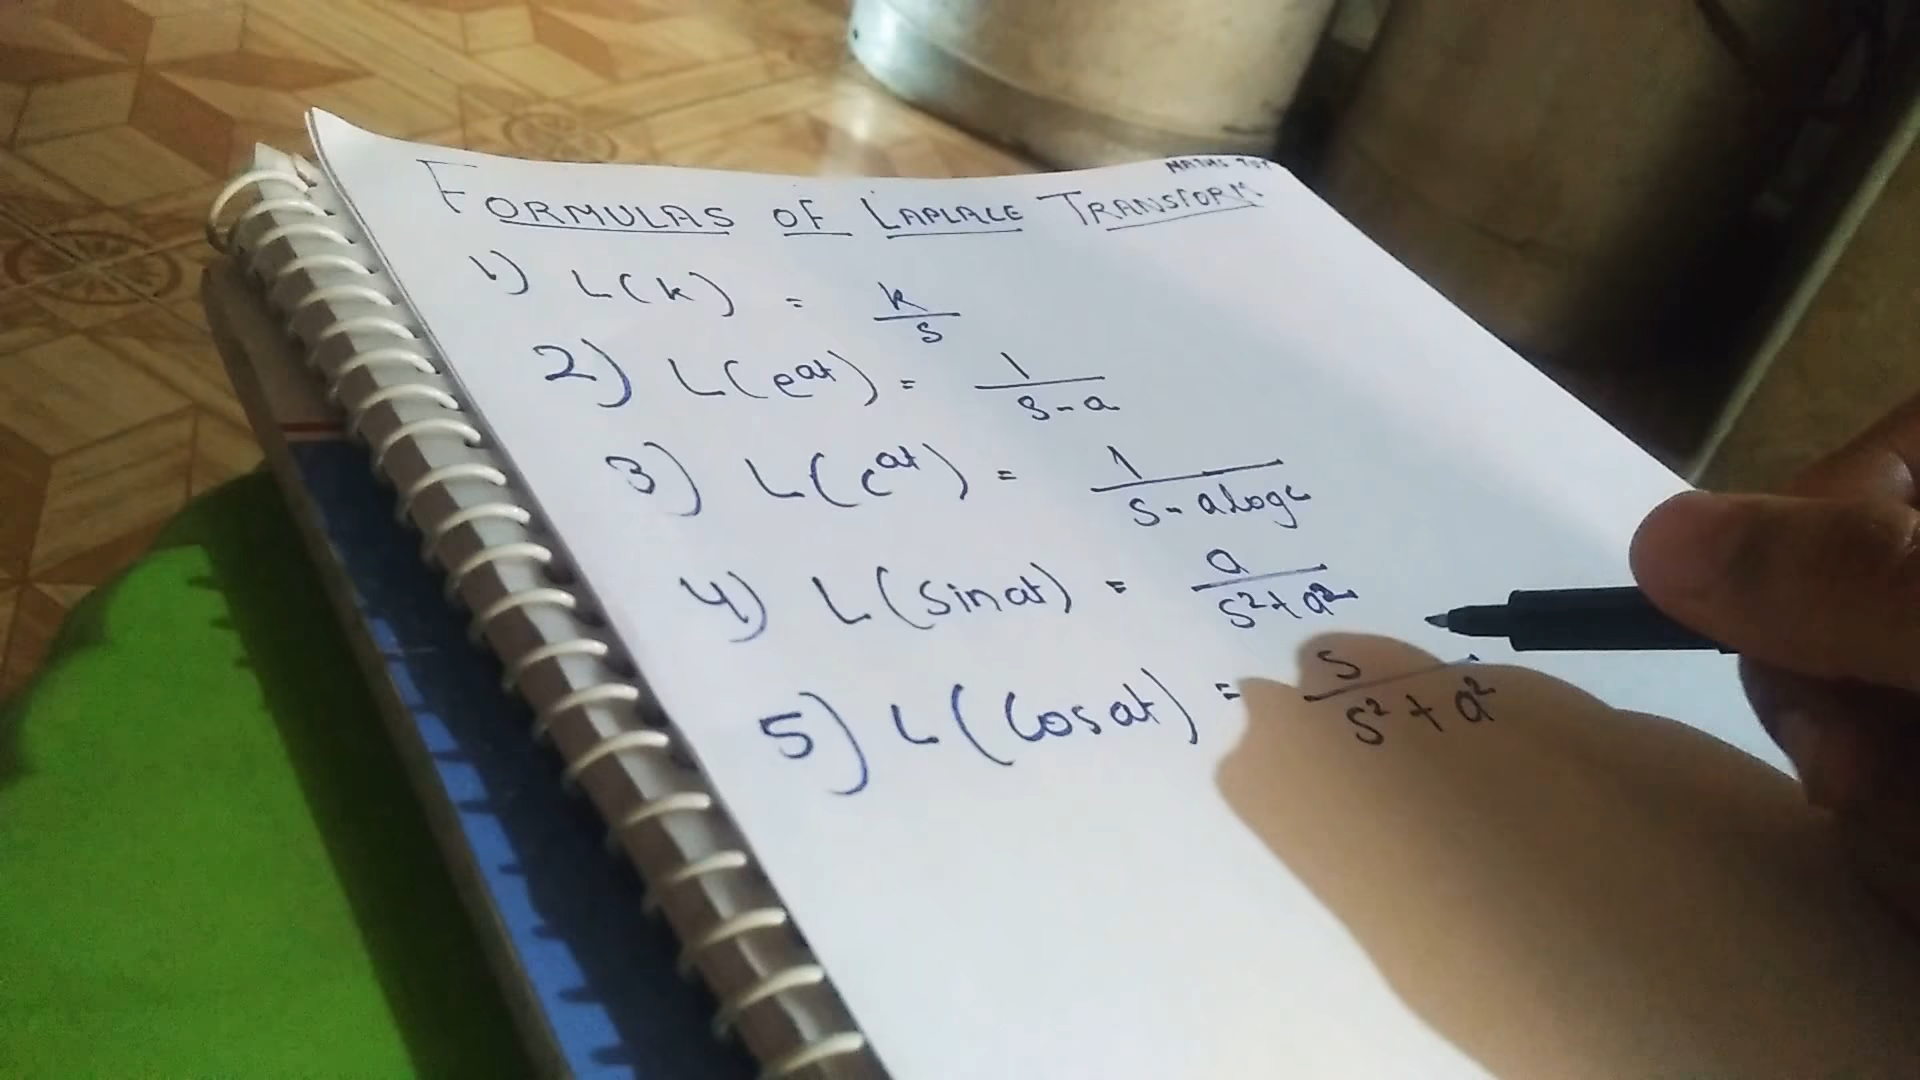 MATHS
FORMULAS OF LAPLACE TRANSFORM
1) L(k) = k/s
2) L(e^at) = 1/(s-a)
3) L(c^at) = 1/(s-alogc)
4) L(Sinat) = a/(s²+a²)
5) L(Cosat) = s/(s²+a²)